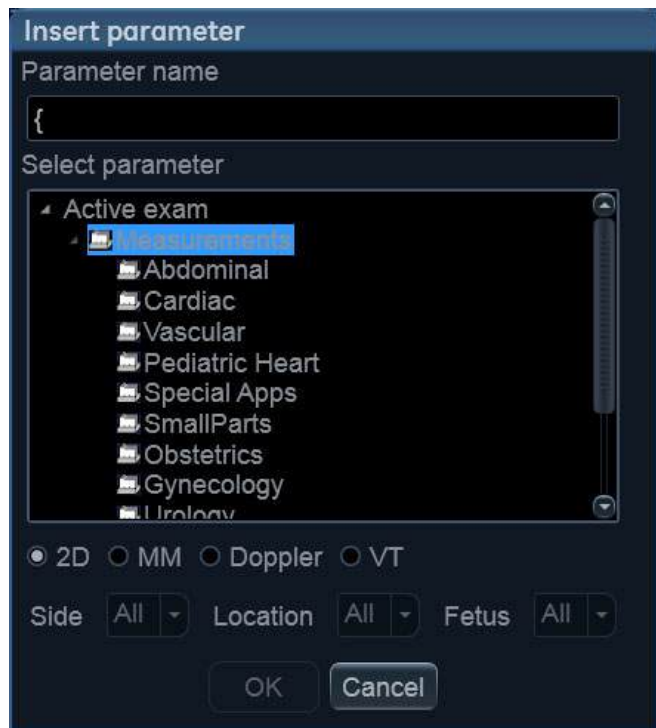 Insert parameter
Parameter name
{
Select parameter
Active exam
Measurements
Abdominal
Cardiac
Vascular
Pediatric Heart
Special Apps
SmallParts
Obstetrics
Gynecology
Urology
2D MM Doppler VT
Side All Location All Fetus All
OK Cancel